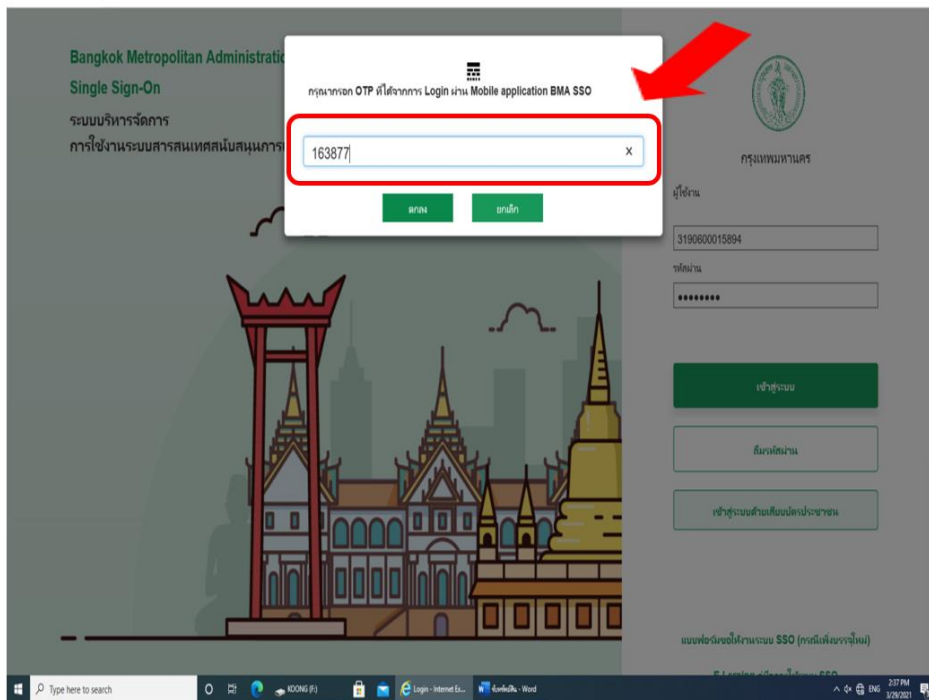 Bangkok Metropolitan Administratio
Single Sign-On
ระบบบริหารจัดการ
การใช้งานระบบสารสนเทศสนับสนุนการ
กรุณากรอก OTP ที่ได้จากการ Login ผ่าน Mobile application BMA SSO
163877
x
ตกลง
ยกเลิก
กรุงเทพมหานคร
ผู้ใช้งาน
3190600015894
รหัสผ่าน
••••••••
เข้าสู่ระบบ
ลืมรหัสผ่าน
เข้าสู่ระบบด้วยเสียบบัตรประชาชน
แบบฟอร์มขอใช้งานระบบ SSO (กรณีเพิ่งบรรจุใหม่)
Type here to search
KOONG (F:)
Login - Internet Ex...
Word
ENG
2:37 PM
3/29/2021